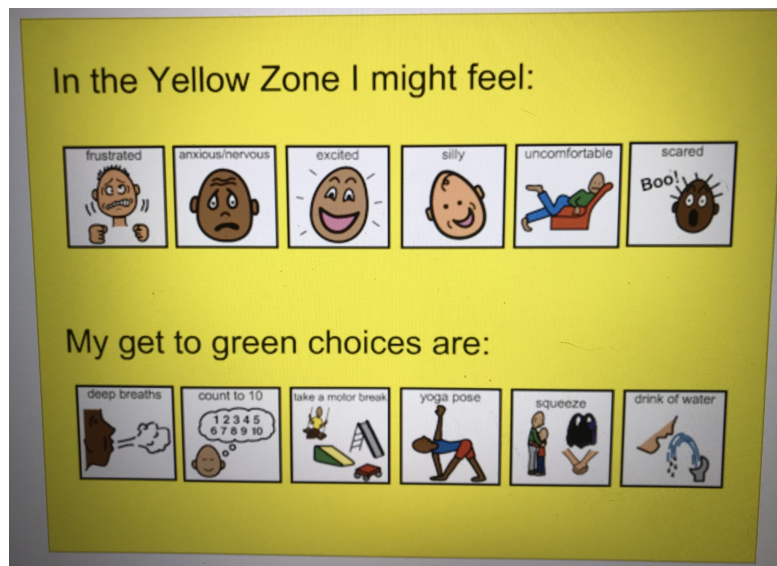 In the Yellow Zone I might feel:
frustrated
anxious/nervous
excited
silly
uncomfortable
scared
Boo!
My get to green choices are:
deep breaths
count to 10
take a motor break
yoga pose
squeeze
drink of water
1 2 3 4 5
6 7 8 9 10